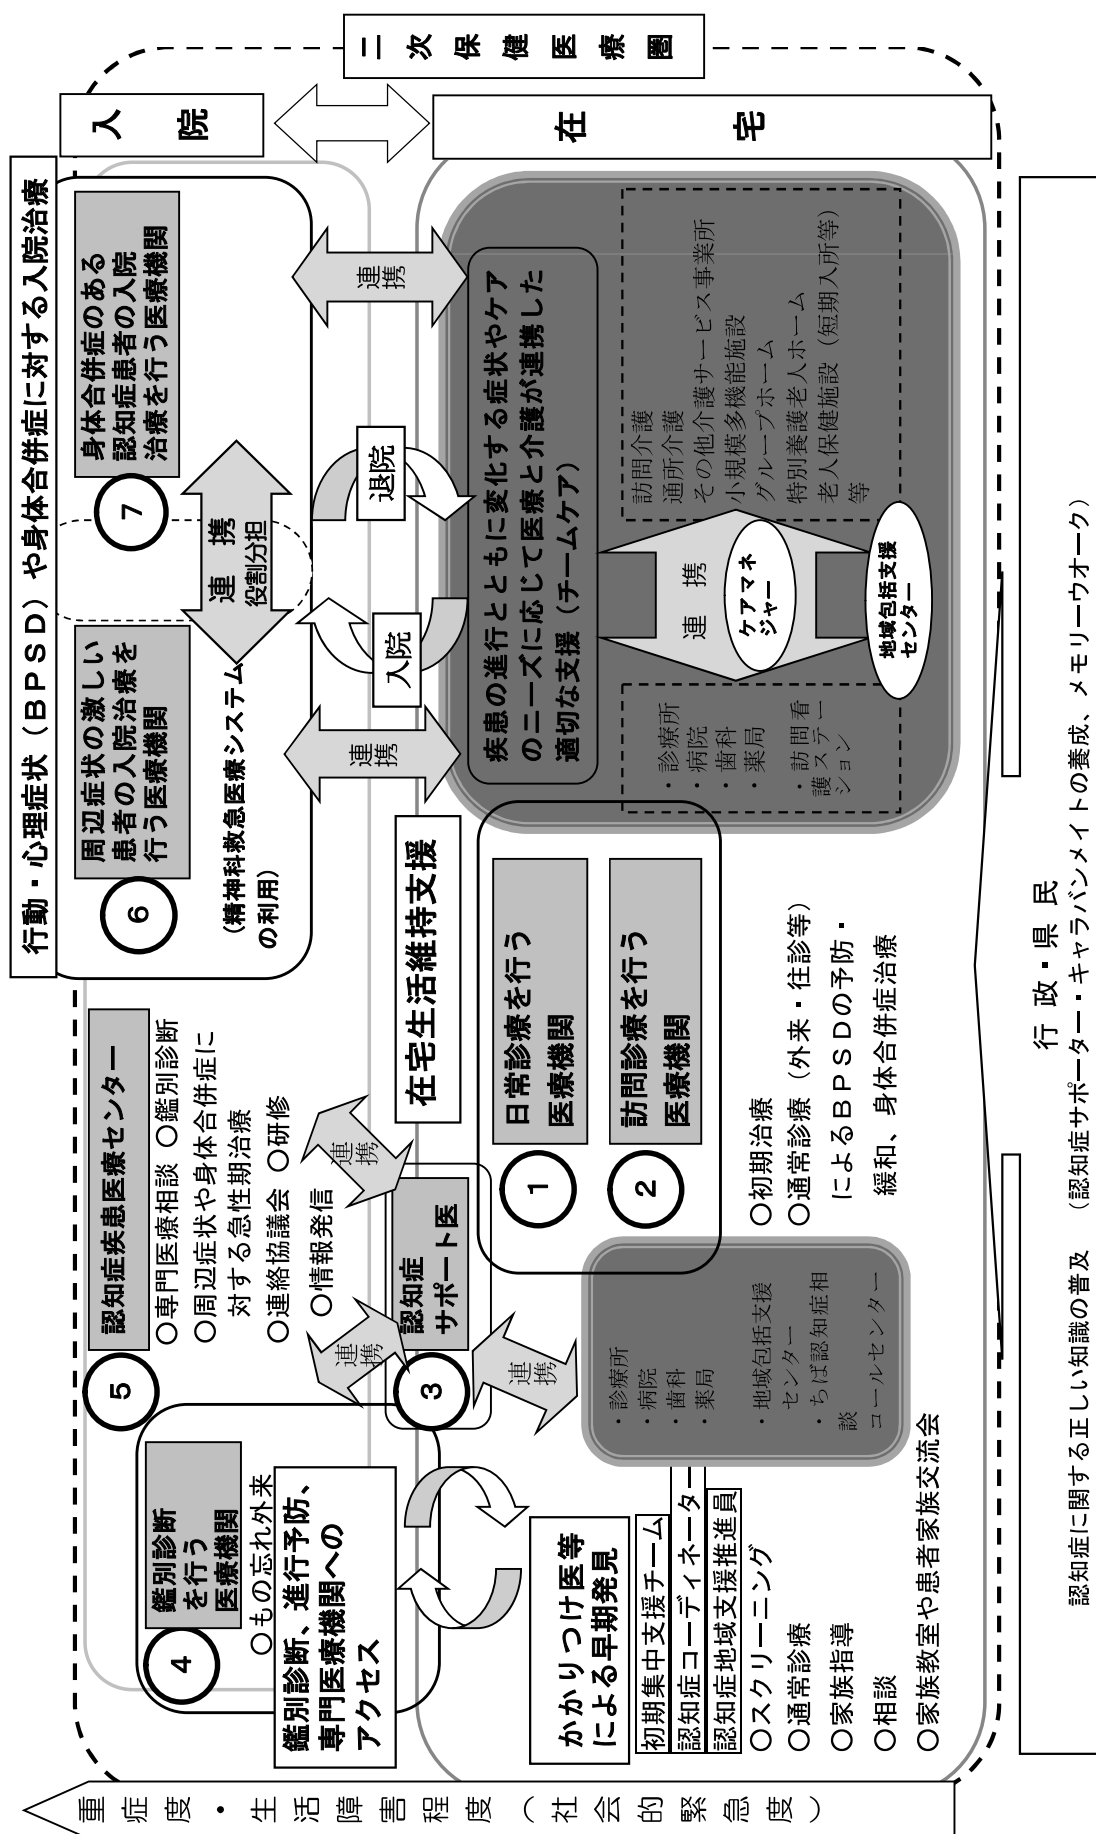 重症度・生活障害程度（社会的緊急度）
二次保健医療圏
入院
在宅
行動・心理症状（ＢＰＳＤ）や身体合併症に対する入院治療
④
鑑別診断
を行う
医療機関
○もの忘れ外来
鑑別診断、進行予防、
専門医療機関への
アクセス
⑤
認知症疾患医療センター
○専門医療相談 ○鑑別診断
○周辺症状や身体合併症に
対する急性期治療
○連絡協議会 ○研修
○情報発信
連携
連携
③
認知症
サポート医
連携
⑥
周辺症状の激しい
患者の入院治療を
行う医療機関
（精神科救急医療システム
の利用）
連携
役割分担
⑦
身体合併症のある
認知症患者の入院
治療を行う医療機関
連携
入院
退院
連携
かかりつけ医等
による早期発見
初期集中支援チーム
認知症コーディネーター
認知症地域支援推進員
○スクリーニング
○通常診療
○家族指導
○相談
○家族教室や患者家族交流会
・診療所
・病院
・歯科
・薬局
・地域包括支援
センター
・ちば認知症相
談
コールセンター
在宅生活維持支援
①
日常診療を行う
医療機関
②
訪問診療を行う
医療機関
○初期治療
○通常診療（外来・往診等）
によるＢＰＳＤの予防・
緩和、身体合併症治療
疾患の進行とともに変化する症状やケア
のニーズに応じて医療と介護が連携した
適切な支援（チームケア）
・診療所
・病院
・歯科
・薬局
・訪問看
護ステー
ション
連携
ケアマネ
ジャー
地域包括支援
センター
訪問介護
通所介護
その他介護サービス事業所
小規模多機能施設
グループホーム
特別養護老人ホーム
老人保健施設（短期入所等）
等
行政・県民
認知症に関する正しい知識の普及 （認知症サポーター・キャラバンメイトの養成、メモリーウオーク）